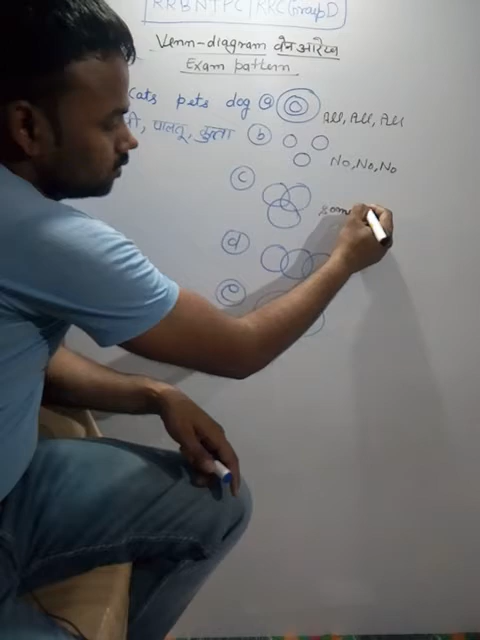 RRB NTPC | RRC Group D
Venn-diagram वेन आरेख
Exam pattern
Cats pets dog (a) All, All, All
पालतू, कुत्ता (b)
No, No, No
(c)
som
(d)
(e)